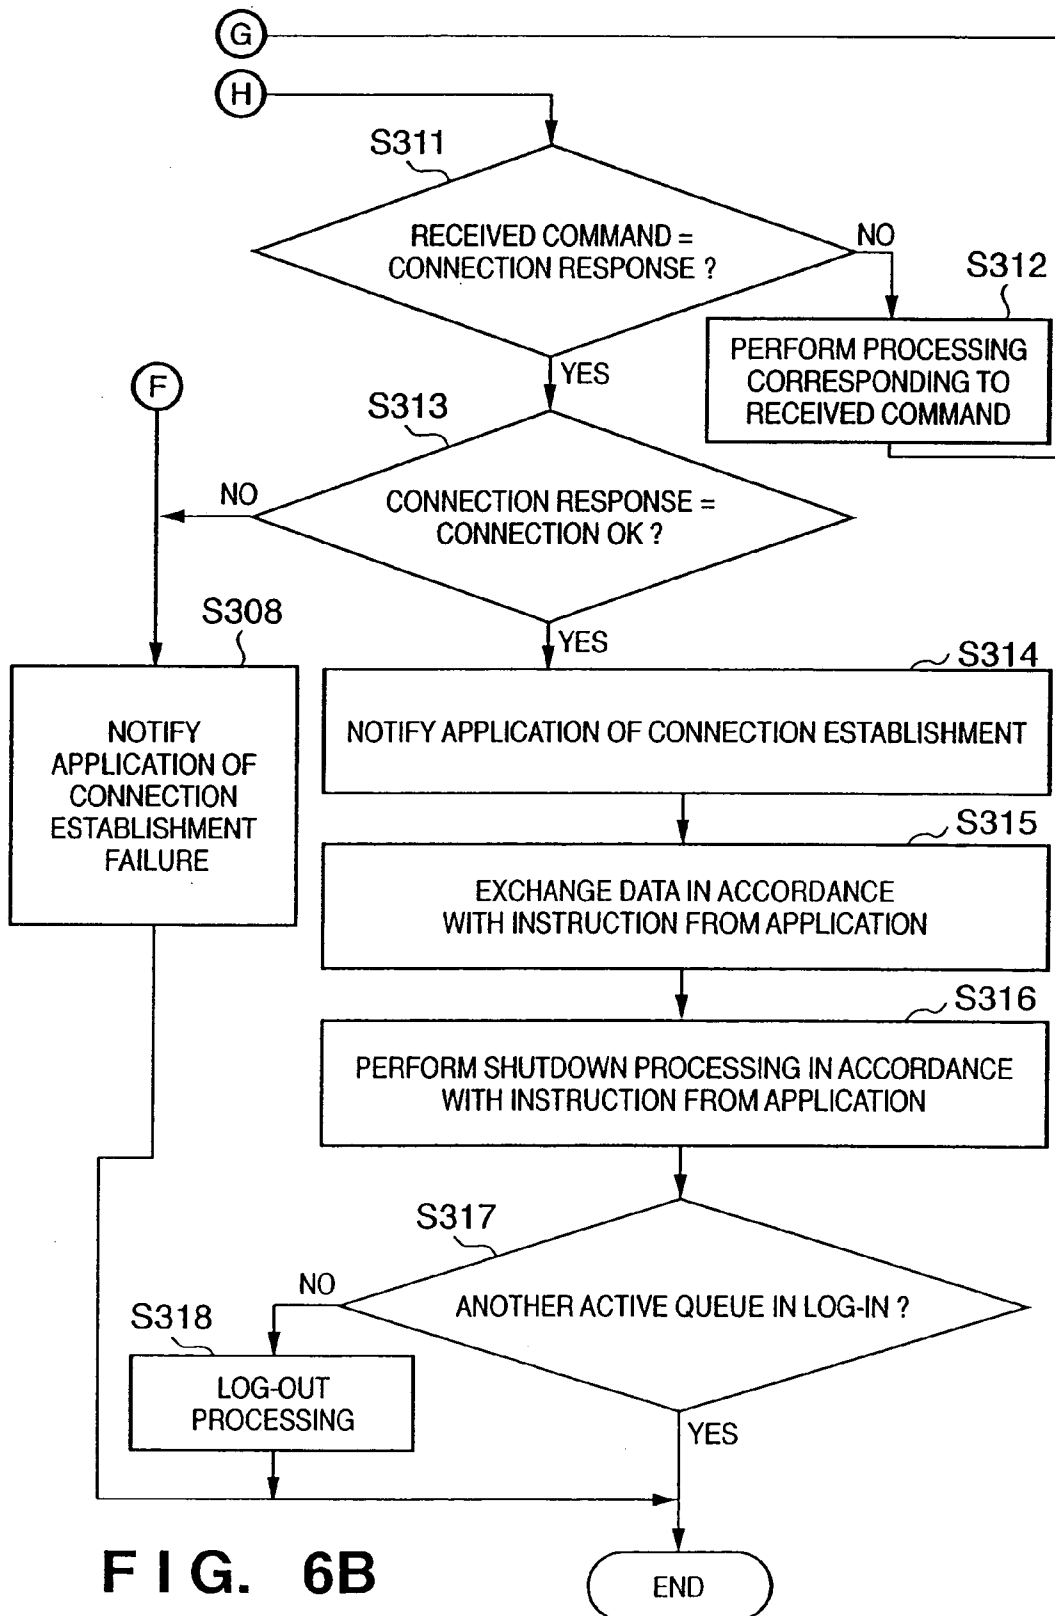 G
H
S311
RECEIVED COMMAND =
CONNECTION RESPONSE ?
NO
S312
PERFORM PROCESSING
CORRESPONDING TO
RECEIVED COMMAND
YES
F
S313
CONNECTION RESPONSE =
CONNECTION OK ?
NO
YES
S308
NOTIFY
APPLICATION OF
CONNECTION
ESTABLISHMENT
FAILURE
S314
NOTIFY APPLICATION OF CONNECTION ESTABLISHMENT
S315
EXCHANGE DATA IN ACCORDANCE
WITH INSTRUCTION FROM APPLICATION
S316
PERFORM SHUTDOWN PROCESSING IN ACCORDANCE
WITH INSTRUCTION FROM APPLICATION
S317
ANOTHER ACTIVE QUEUE IN LOG-IN ?
NO
S318
LOG-OUT
PROCESSING
YES
END
FIG. 6B